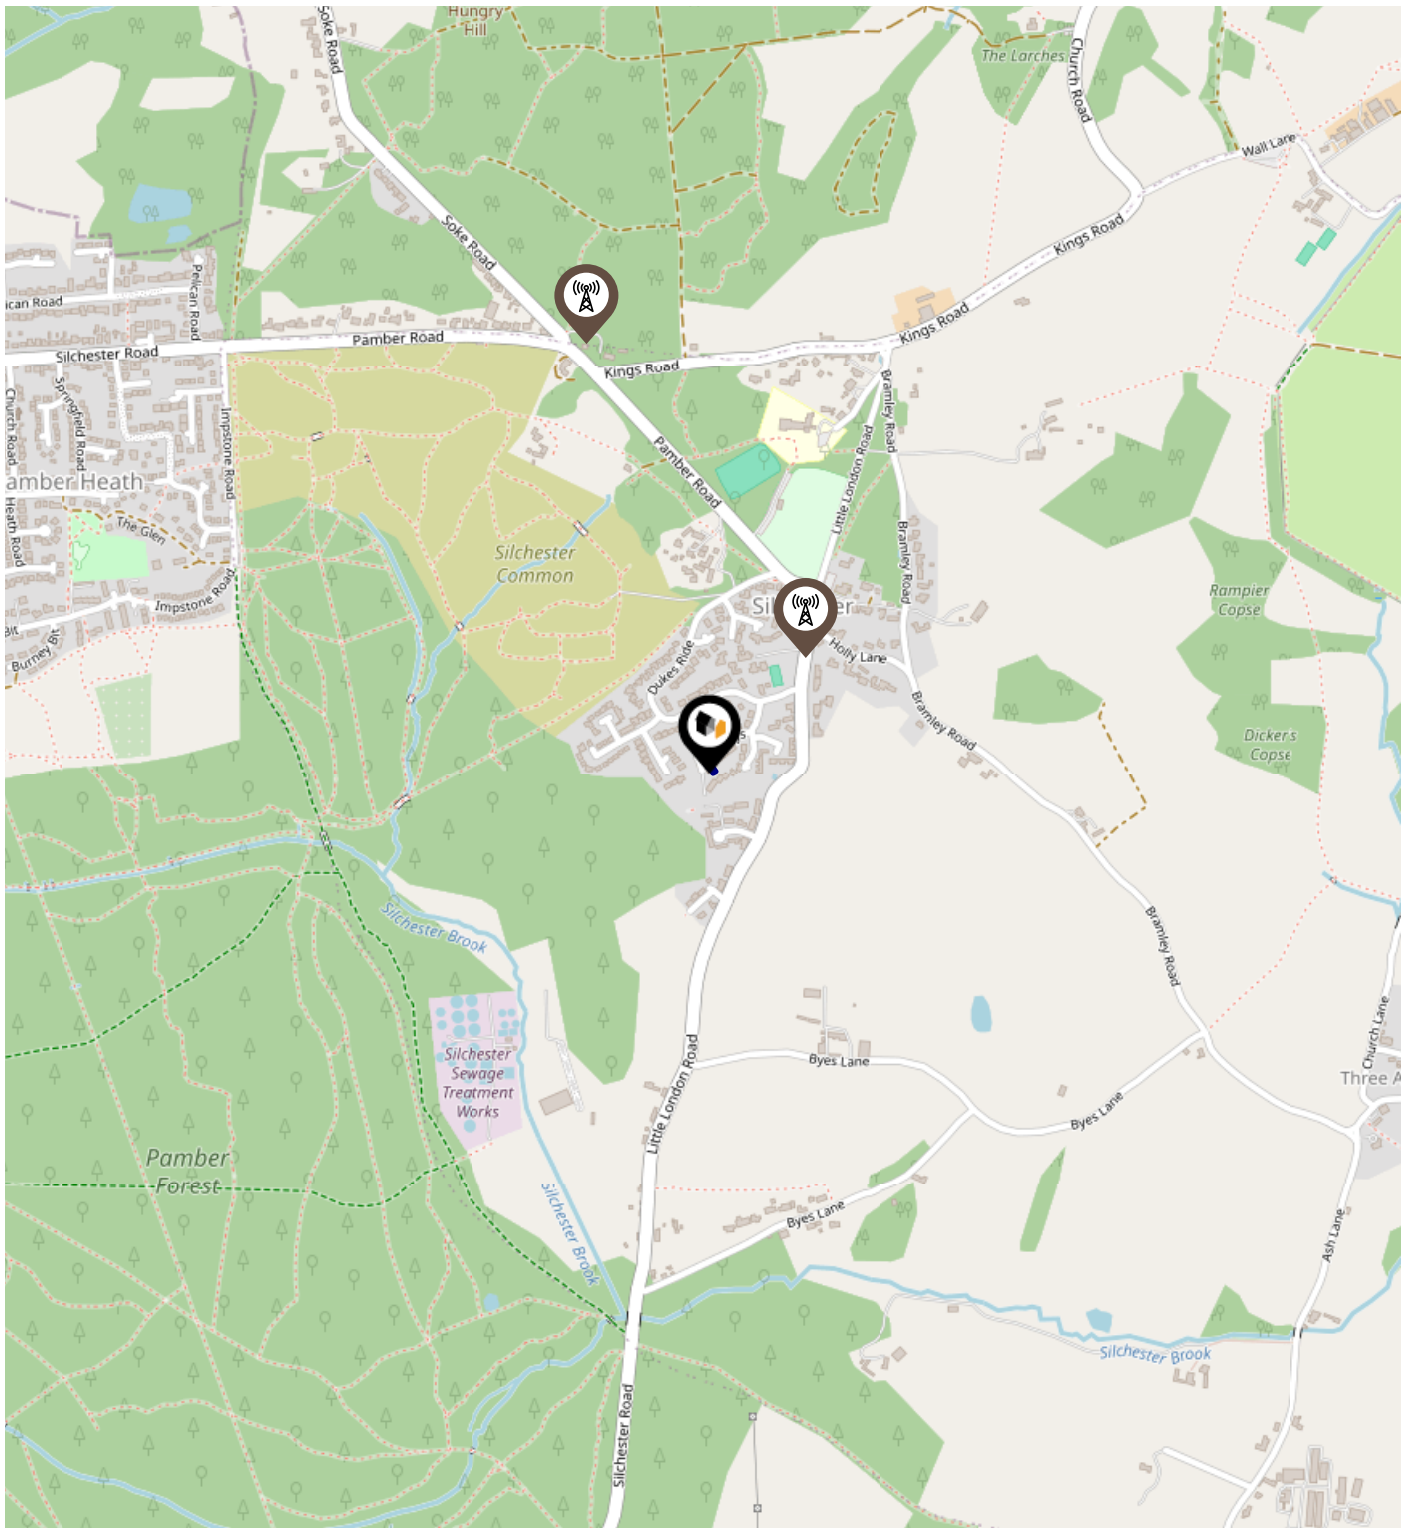 Hungry
Hill
Soke Road
The Larches
Church Road
Wall Lane
Kings Road
Soke Road
Pelican Road
ican Road
Kings Road
Pamber Road
Silchester Road
Kings Road
Bramley Road
Springfield Road
Church Road
Impstone Road
Pamber Road
Little London Road
amber Heath
Heath Road
The Glen
Bramley Road
Silchester
Common
Impstone Road
Rampier
Copse
Sil
er
Bit
Burney Bit
Holly Lane
Dukes Ride
Bramley Road
Dicker's
Copse
Silchester Brook
Bramley Road
Church Lane
Silchester
Sewage
Treatment
Works
Little London Road
Byes Lane
Three A
Byes Lane
Pamber
Forest
Silchester Brook
Byes Lane
Ash Lane
Silchester Brook
Silchester Road